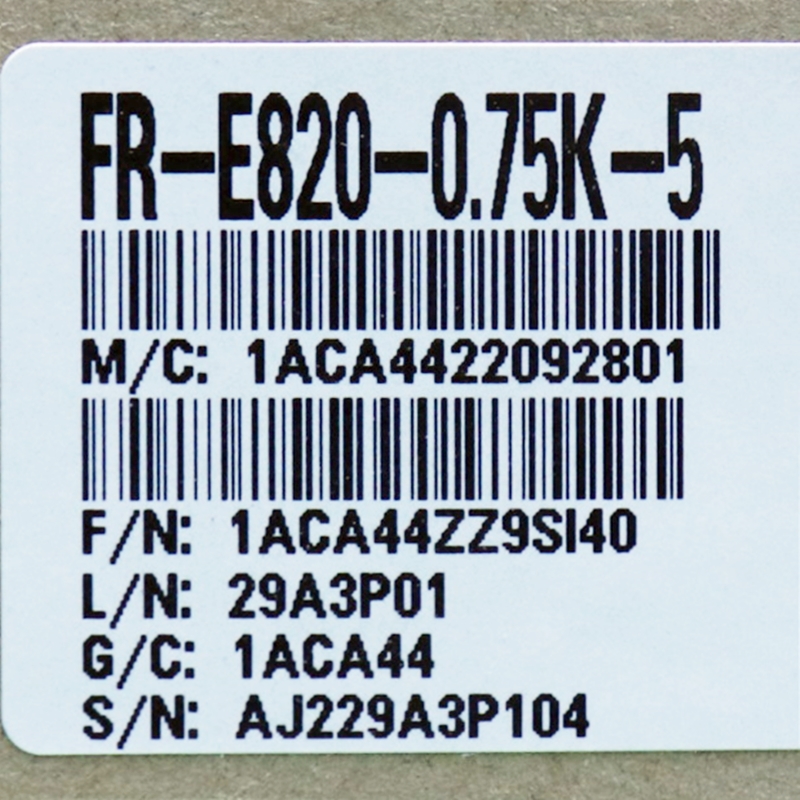 FR-E820-0.75K-5
M/C: 1ACA4422092801
F/N: 1ACA44ZZ9SI40
L/N: 29A3P01
G/C: 1ACA44
S/N: AJ229A3P104